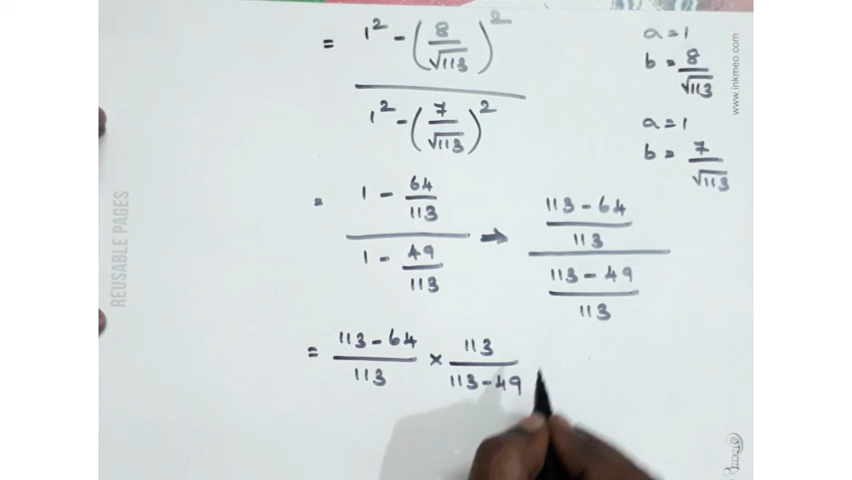 = (1² - (8/√113)²) / (1² - (7/√113)²)
a = 1
b = 8/√113
a = 1
b = 7/√113
= (1 - 64/113) / (1 - 49/113) → ((113 - 64)/113) / ((113 - 49)/113)
= (113 - 64)/113 × 113/(113 - 49)
www.inkmeo.com
REUSABLE PAGES